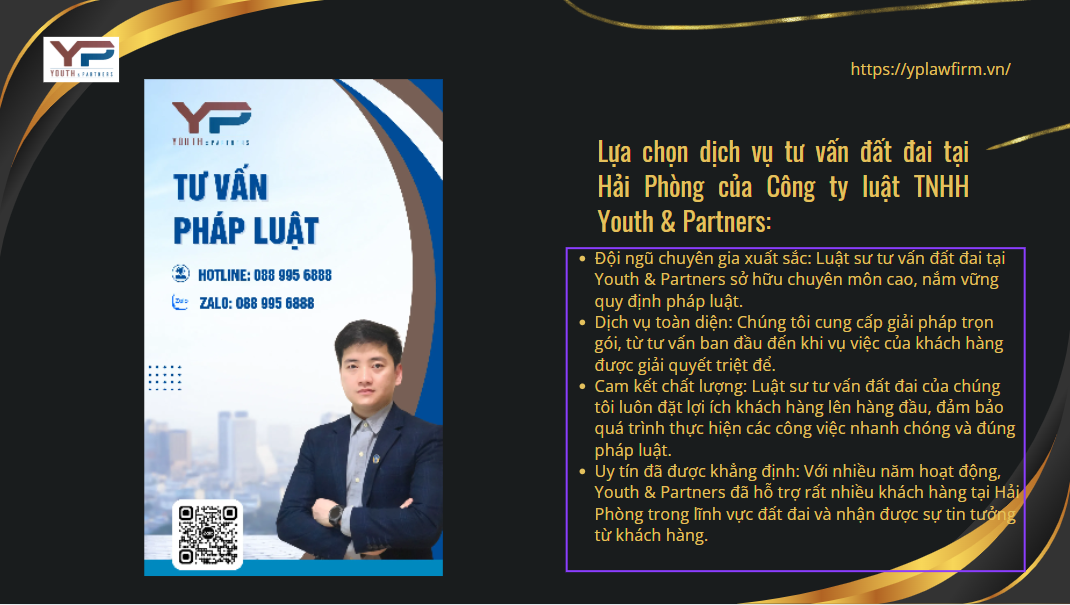 YP
YOUTH & PARTNERS
https://yplawfirm.vn/
YP
YOUTH & PARTNERS
TƯ VẤN
PHÁP LUẬT
HOTLINE: 088 995 6888
Zalo
ZALO: 088 995 6888
Lựa chọn dịch vụ tư vấn đất đai tại
Hải Phòng của Công ty luật TNHH
Youth & Partners:
• Đội ngũ chuyên gia xuất sắc: Luật sư tư vấn đất đai tại
Youth & Partners sở hữu chuyên môn cao, nắm vững
quy định pháp luật.
• Dịch vụ toàn diện: Chúng tôi cung cấp giải pháp trọn
gói, từ tư vấn ban đầu đến khi vụ việc của khách hàng
được giải quyết triệt để.
• Cam kết chất lượng: Luật sư tư vấn đất đai của chúng
tôi luôn đặt lợi ích khách hàng lên hàng đầu, đảm bảo
quá trình thực hiện các công việc nhanh chóng và đúng
pháp luật.
• Uy tín đã được khẳng định: Với nhiều năm hoạt động,
Youth & Partners đã hỗ trợ rất nhiều khách hàng tại Hải
Phòng trong lĩnh vực đất đai và nhận được sự tin tưởng
từ khách hàng.